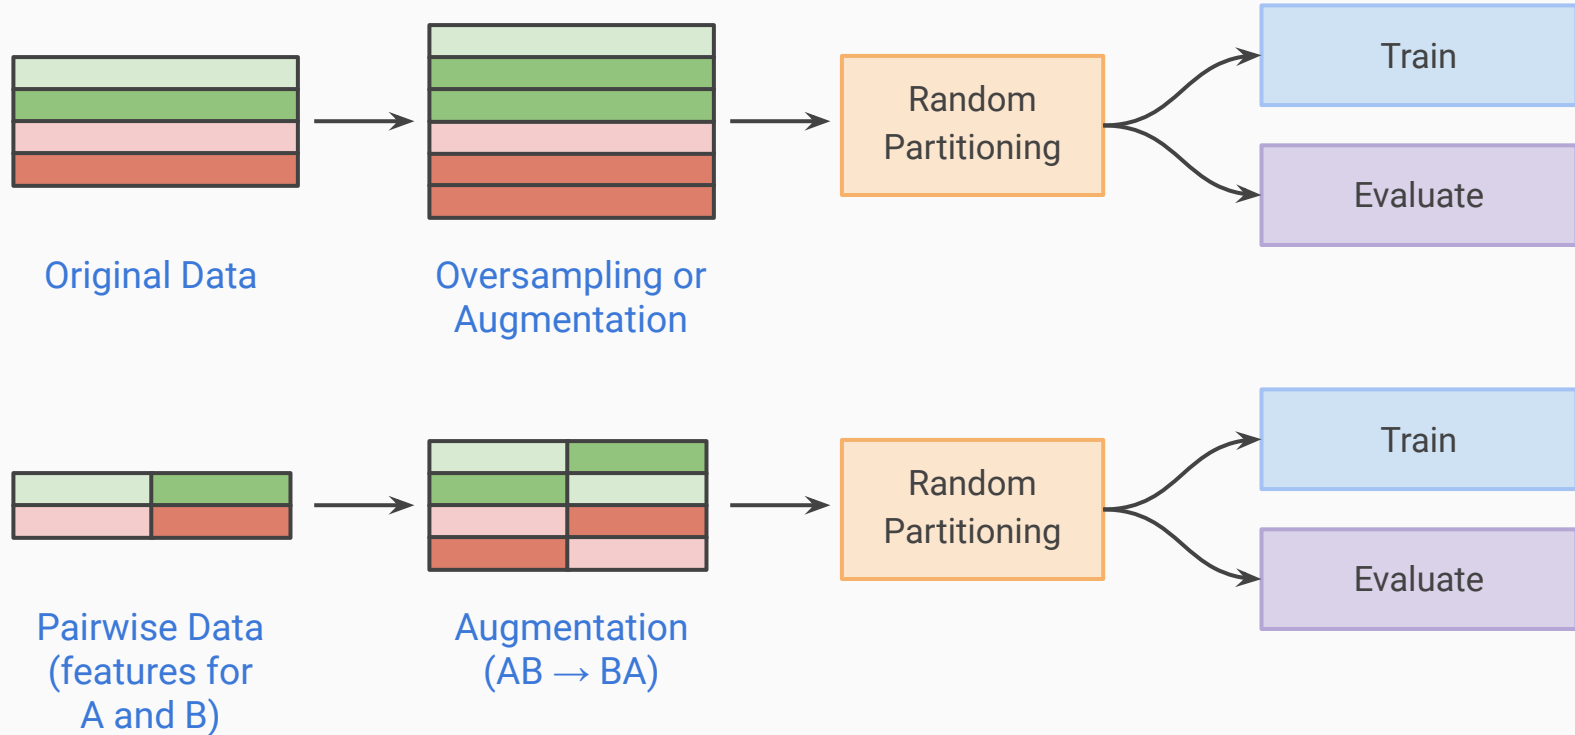 Original Data
Oversampling or
Augmentation
Random
Partitioning
Train
Evaluate
Pairwise Data
(features for
A and B)
Augmentation
(AB → BA)
Random
Partitioning
Train
Evaluate